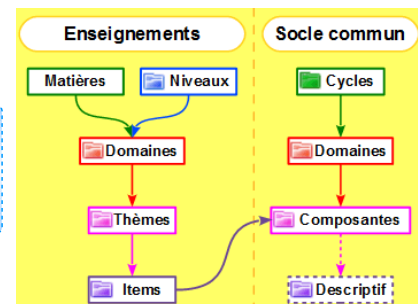 Enseignements
Socle commun
Matières
Niveaux
Cycles
Domaines
Domaines
Thèmes
Composantes
Items
Descriptif